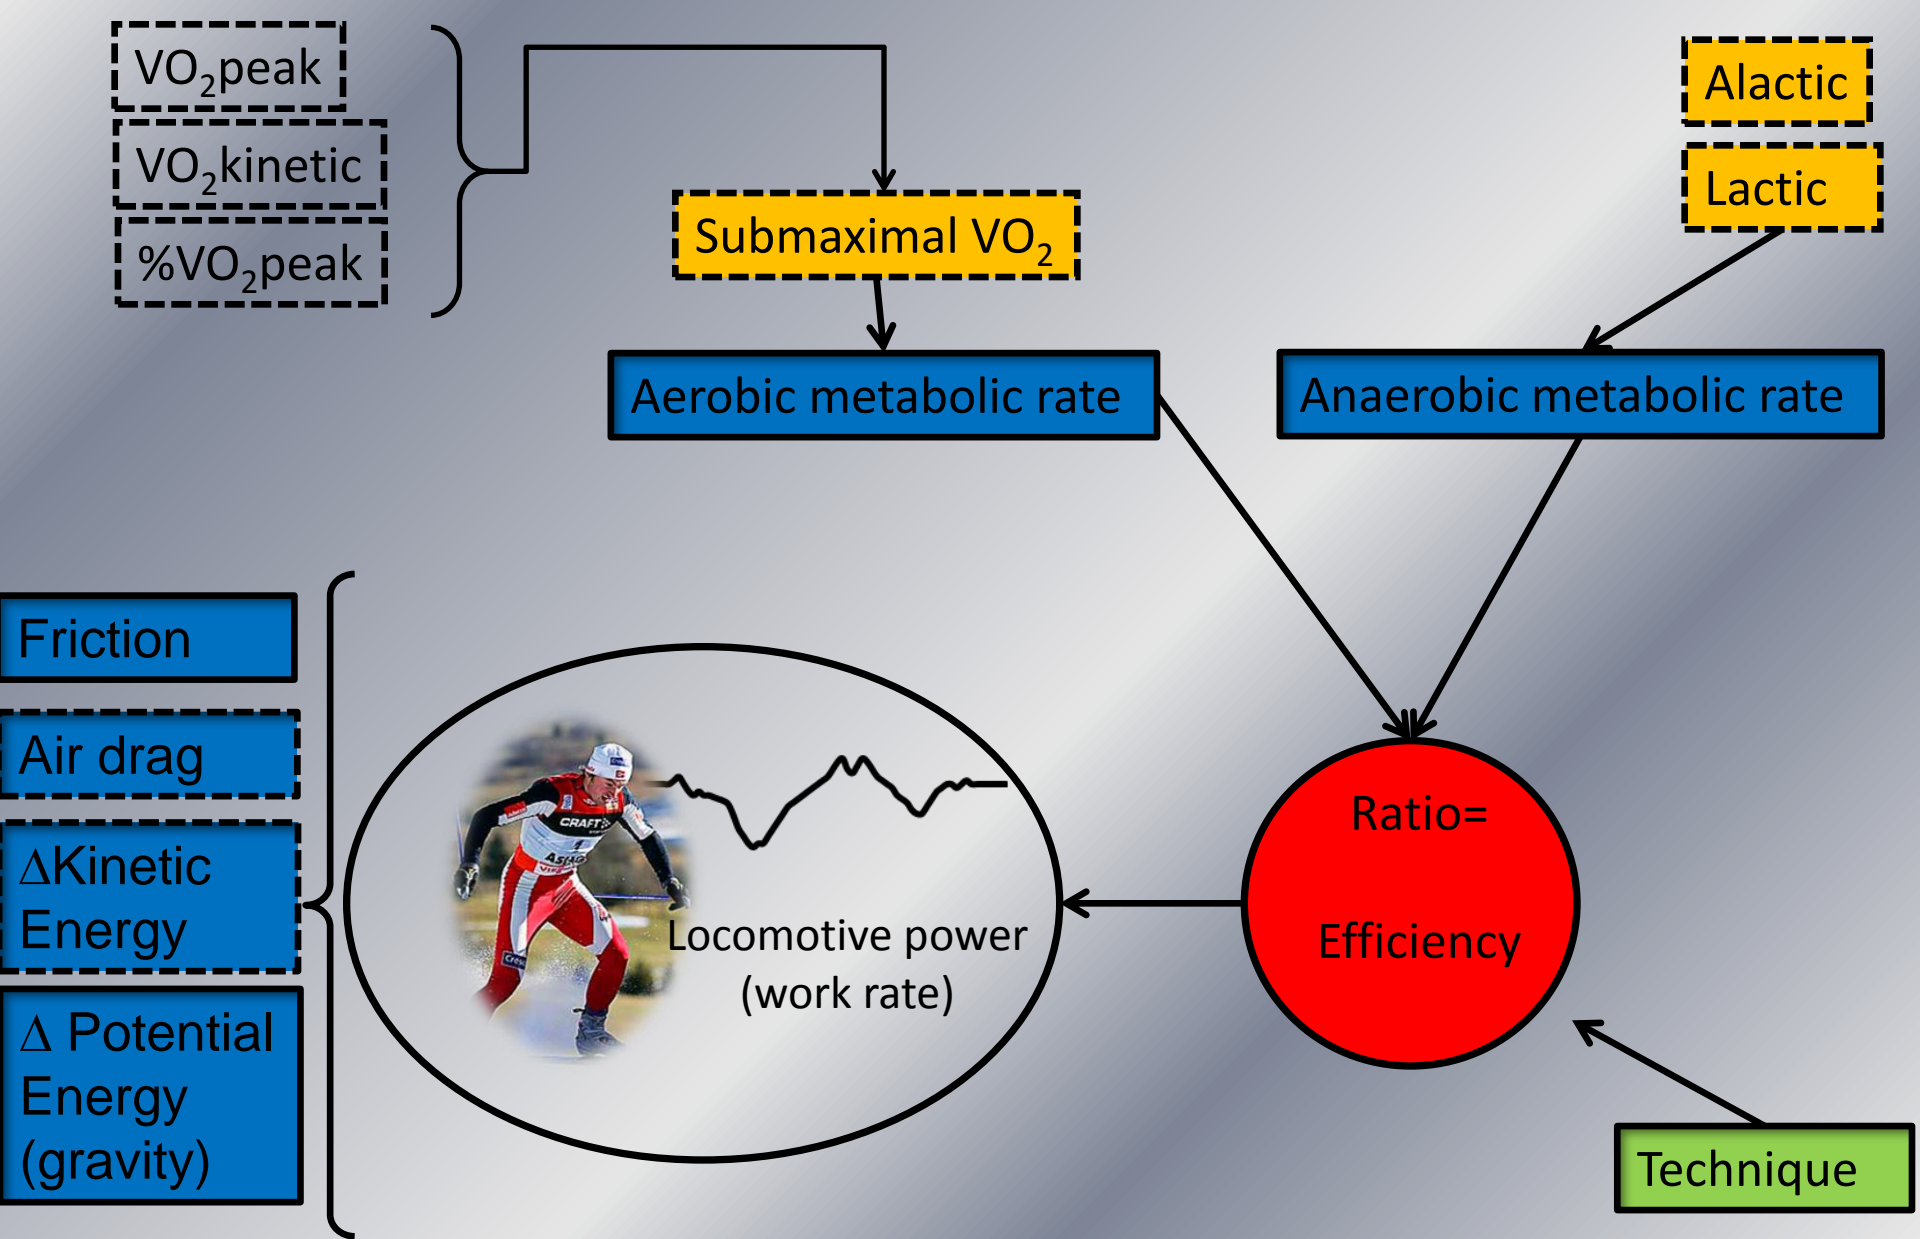 VO₂peak
VO₂kinetic
%VO₂peak
Submaximal VO₂
Alactic
Lactic
Aerobic metabolic rate
Anaerobic metabolic rate
Friction
Air drag
ΔKinetic
Energy
Δ Potential
Energy
(gravity)
CRAFT
1
Locomotive power
(work rate)
Ratio=
Efficiency
Technique